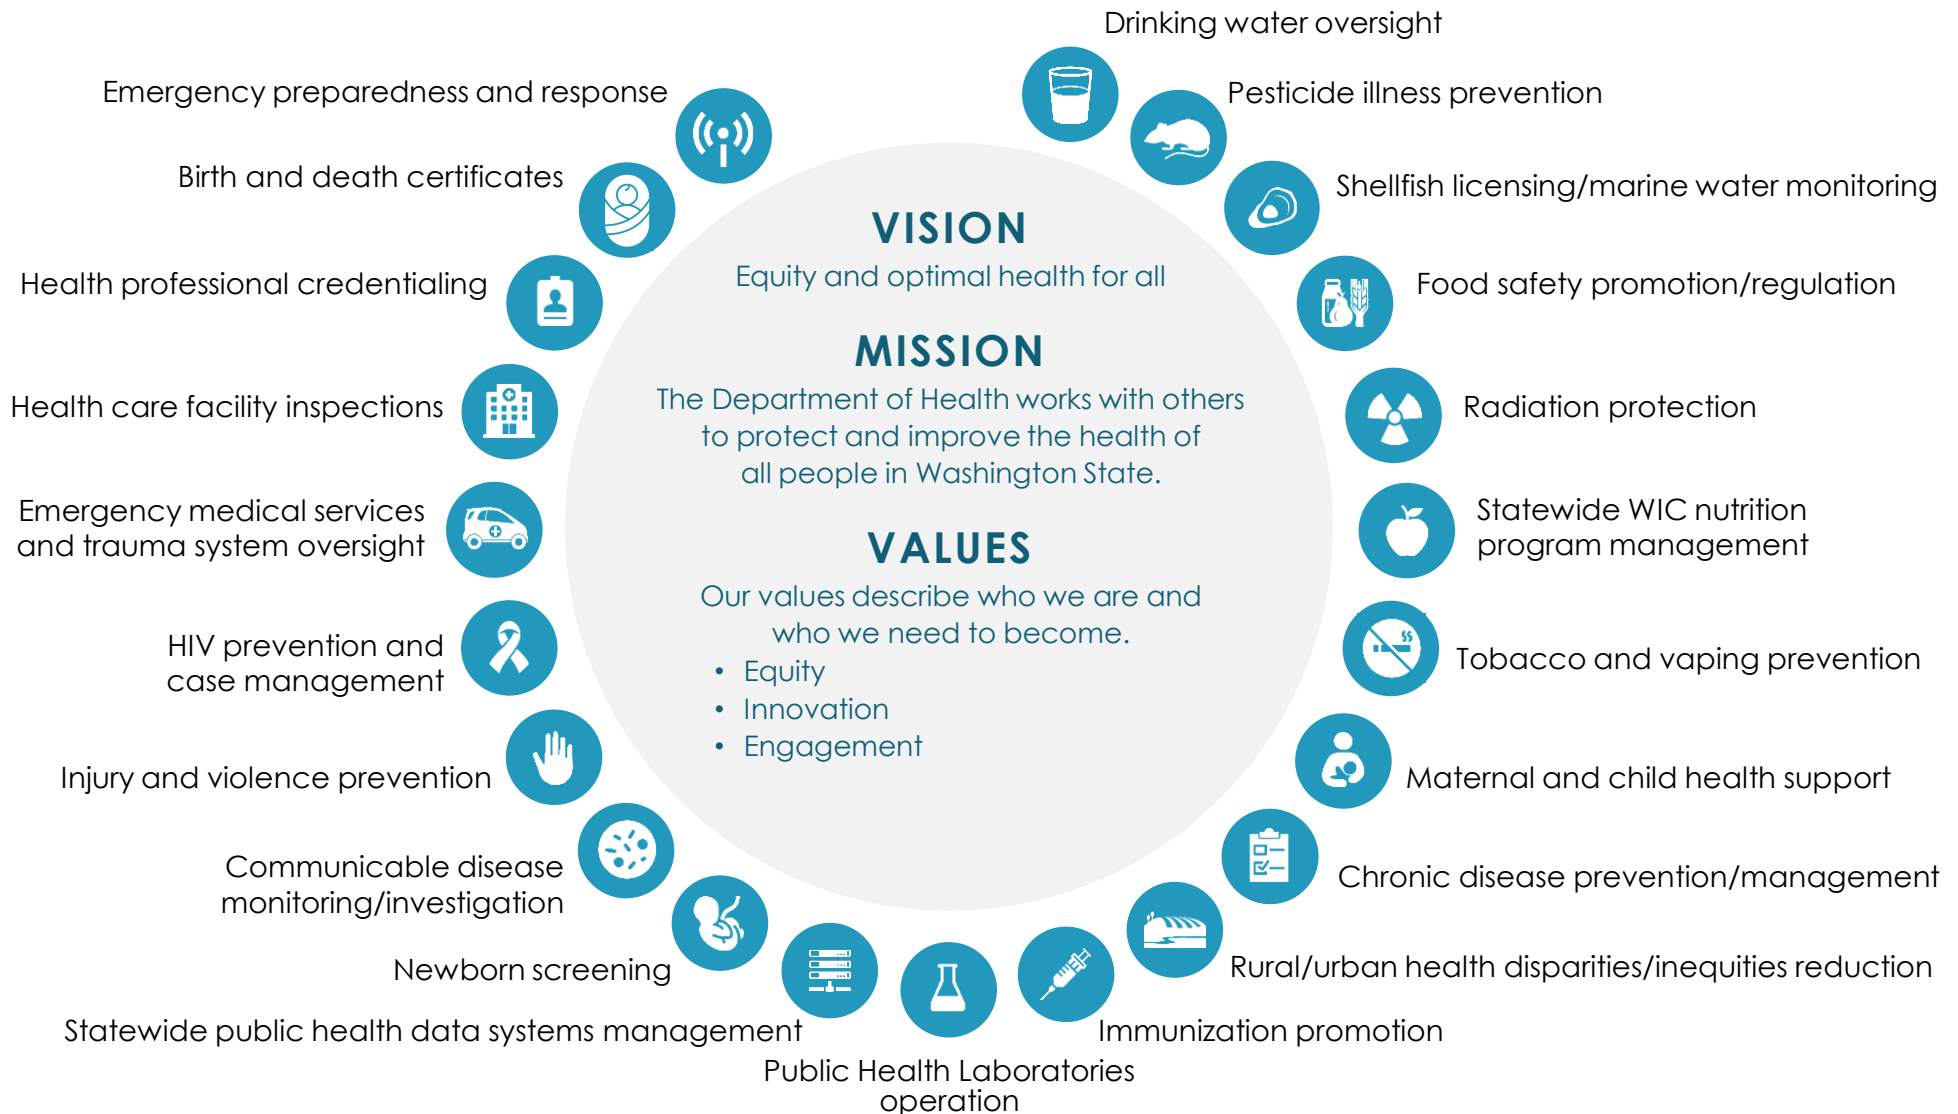 Drinking water oversight
Emergency preparedness and response
Pesticide illness prevention
Birth and death certificates
Shellfish licensing/marine water monitoring
Health professional credentialing
Food safety promotion/regulation
Health care facility inspections
Radiation protection
Emergency medical services
and trauma system oversight
Statewide WIC nutrition
program management
HIV prevention and
case management
Tobacco and vaping prevention
Injury and violence prevention
Maternal and child health support
Communicable disease
monitoring/investigation
Chronic disease prevention/management
Newborn screening
Rural/urban health disparities/inequities reduction
Statewide public health data systems management
Immunization promotion
Public Health Laboratories
operation
VISION
Equity and optimal health for all
MISSION
The Department of Health works with others
to protect and improve the health of
all people in Washington State.
VALUES
Our values describe who we are and
who we need to become.
• Equity
• Innovation
• Engagement